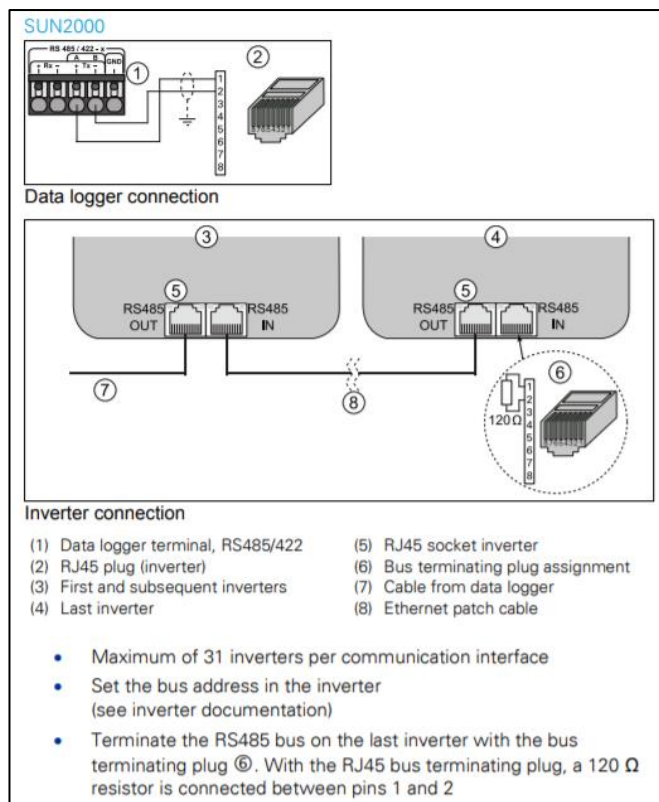 SUN2000
RS 485 / 422 - x
A B GND
+ Rx - + Tx -
1
2
1
2
3
4
5
6
7
8
87654321
Data logger connection
3
4
5
5
RS485 OUT
RS485 IN
RS485 OUT
RS485 IN
7
8
6
120 Ω
1
2
3
4
5
6
7
8
87654321
Inverter connection
(1) Data logger terminal, RS485/422
(2) RJ45 plug (inverter)
(3) First and subsequent inverters
(4) Last inverter
(5) RJ45 socket inverter
(6) Bus terminating plug assignment
(7) Cable from data logger
(8) Ethernet patch cable
• Maximum of 31 inverters per communication interface
• Set the bus address in the inverter
(see inverter documentation)
• Terminate the RS485 bus on the last inverter with the bus
terminating plug ⑥. With the RJ45 bus terminating plug, a 120 Ω
resistor is connected between pins 1 and 2